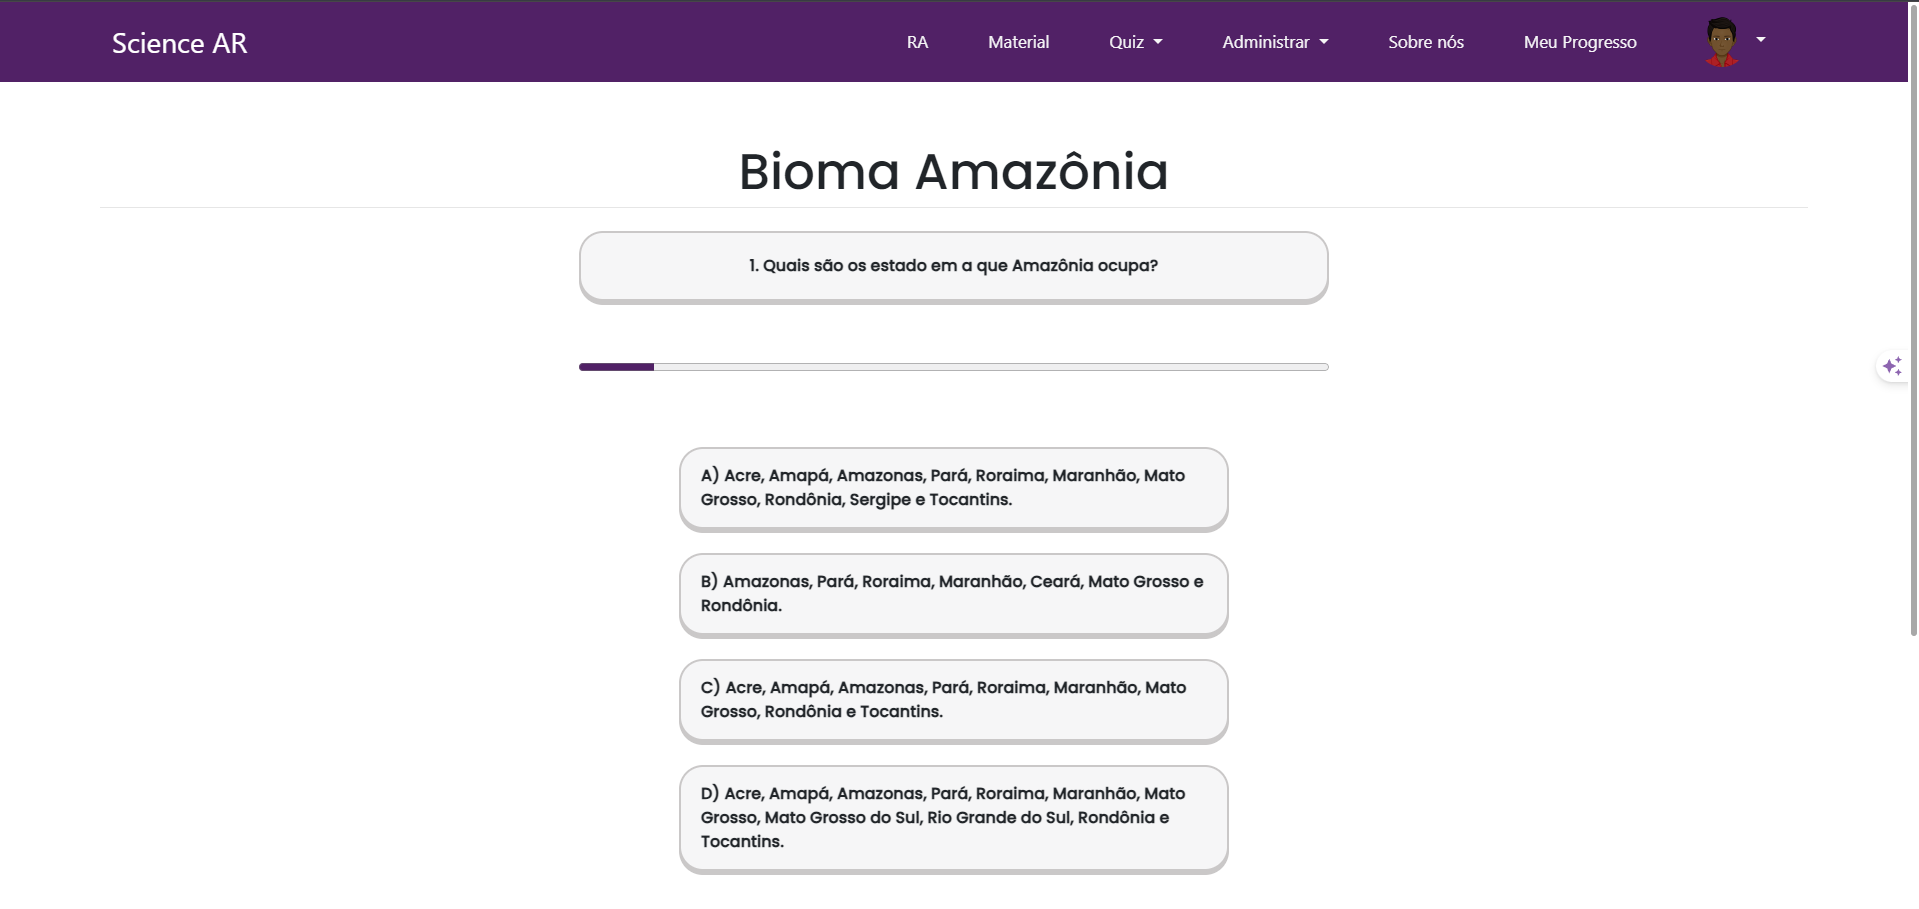 Science AR
RA
Material
Quiz
Administrar
Sobre nós
Meu Progresso
Bioma Amazônia
1. Quais são os estado em a que Amazônia ocupa?
A) Acre, Amapá, Amazonas, Pará, Roraima, Maranhão, Mato
Grosso, Rondônia, Sergipe e Tocantins.
B) Amazonas, Pará, Roraima, Maranhão, Ceará, Mato Grosso e
Rondônia.
C) Acre, Amapá, Amazonas, Pará, Roraima, Maranhão, Mato
Grosso, Rondônia e Tocantins.
D) Acre, Amapá, Amazonas, Pará, Roraima, Maranhão, Mato
Grosso, Mato Grosso do Sul, Rio Grande do Sul, Rondônia e
Tocantins.